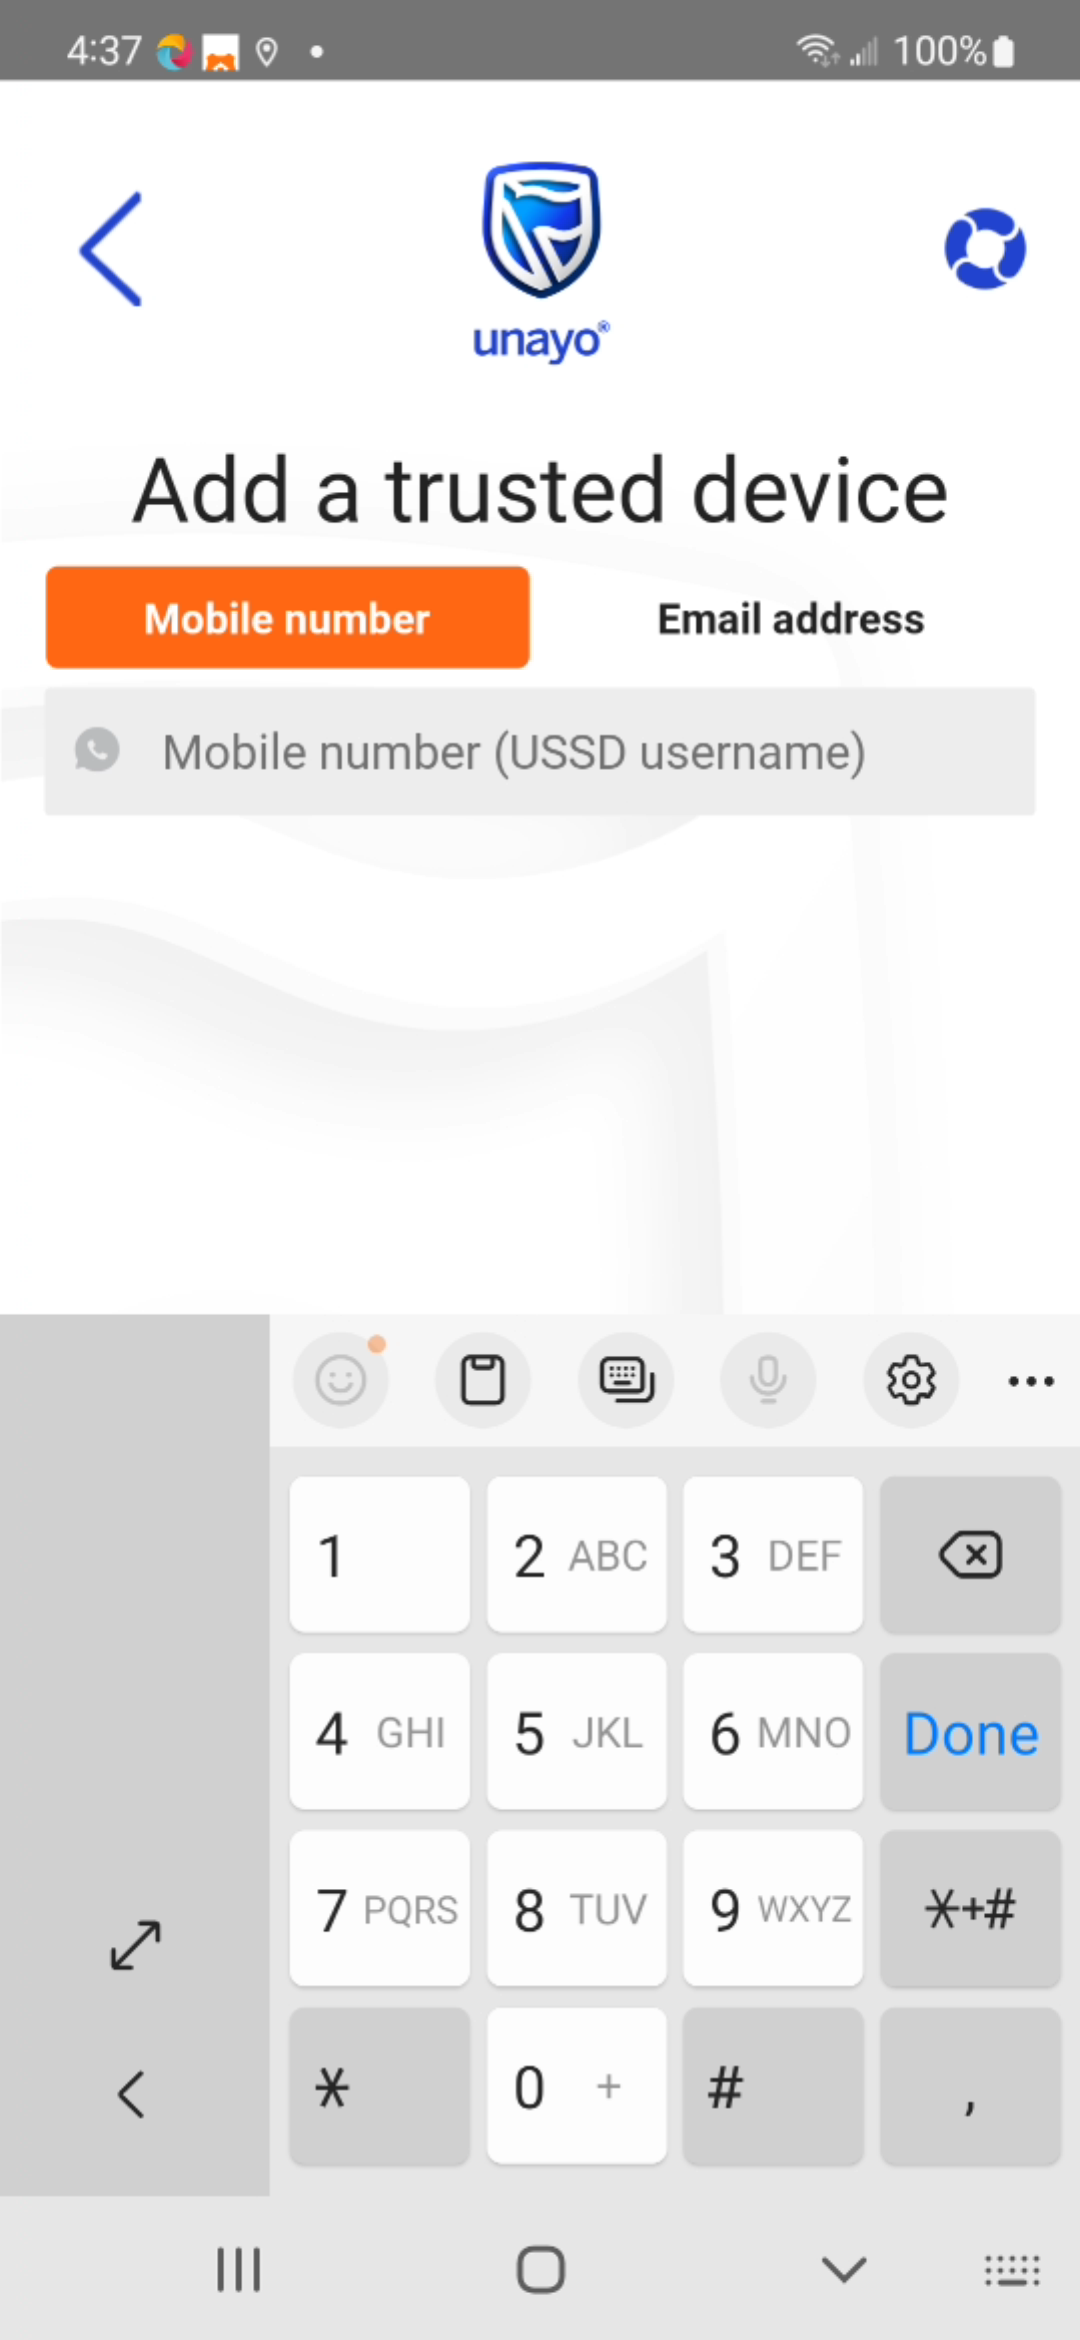 4:37
100%
unayo®
Add a trusted device
Mobile number
Email address
Mobile number (USSD username)
1
2 ABC
3 DEF
4 GHI
5 JKL
6 MNO
Done
7 PQRS
8 TUV
9 WXYZ
*+#
*
0 +
#
,